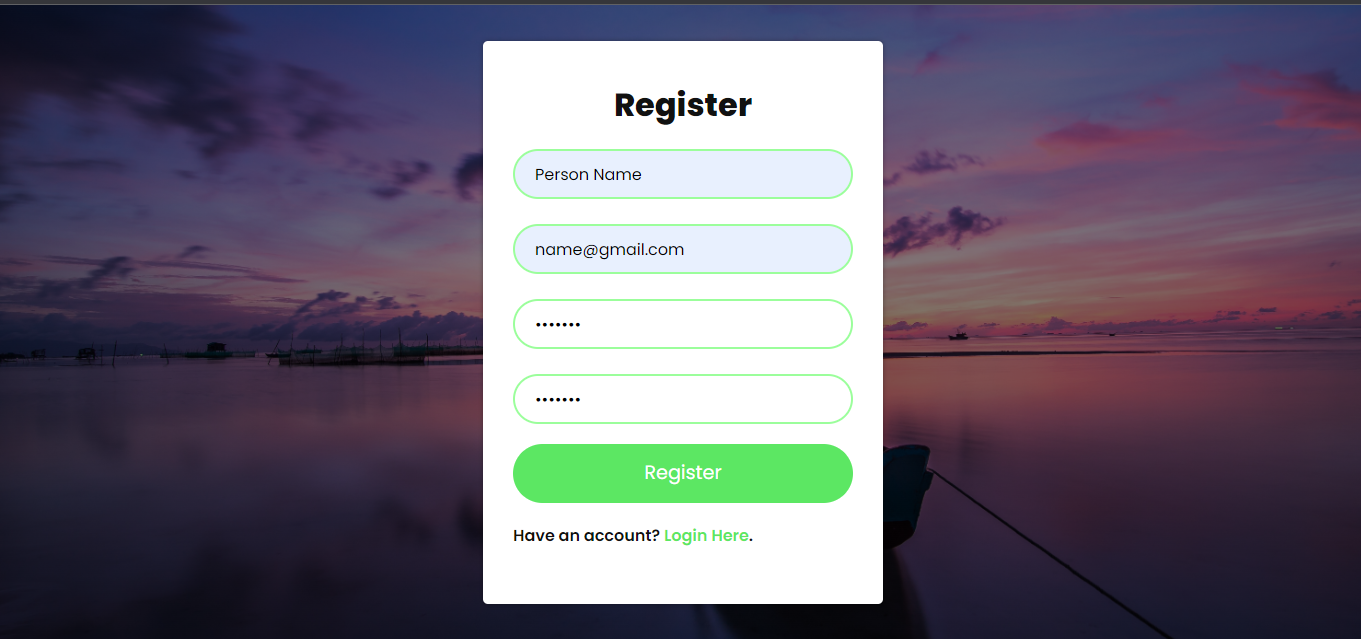 Register
Person Name
name@gmail.com
•••••••
•••••••
Register
Have an account? Login Here.